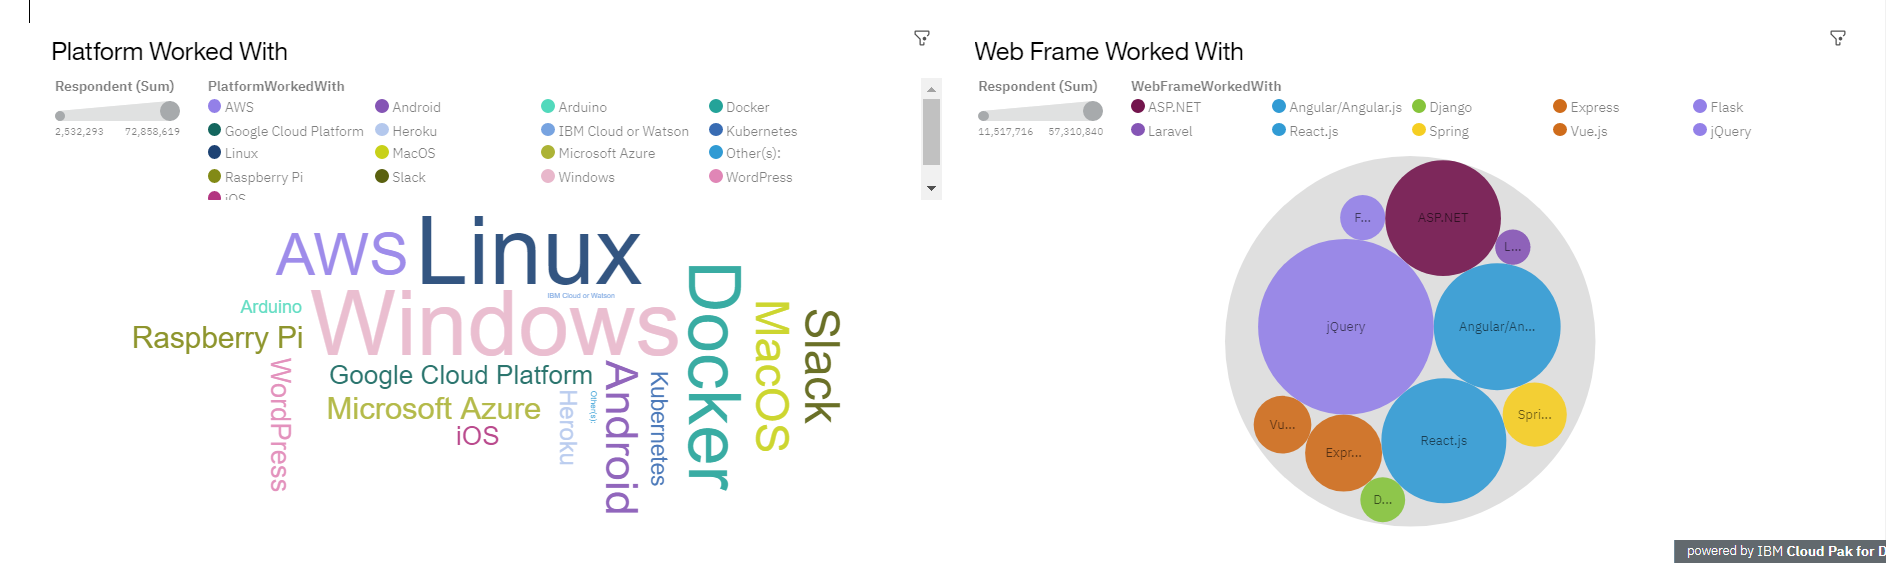 Platform Worked With
Respondent (Sum)
2,532,293 72,858,619
PlatformWorkedWith
AWS Android Arduino Docker
Google Cloud Platform Heroku IBM Cloud or Watson Kubernetes
Linux MacOS Microsoft Azure Other(s):
Raspberry Pi Slack Windows WordPress
iOS
AWS
Linux
IBM Cloud or Watson
Arduino
Windows
Raspberry Pi
Docker
MacOS
Slack
WordPress
Google Cloud Platform
Microsoft Azure
iOS
Heroku
Other(s):
Android
Kubernetes
Web Frame Worked With
Respondent (Sum)
11,517,716 57,310,840
WebFrameWorkedWith
ASP.NET Angular/Angular.js Django Express Flask
Laravel React.js Spring Vue.js jQuery
F...
ASP.NET
L...
jQuery
Angular/An...
Spri...
Vu...
Expr...
React.js
D...
powered by IBM Cloud Pak for D